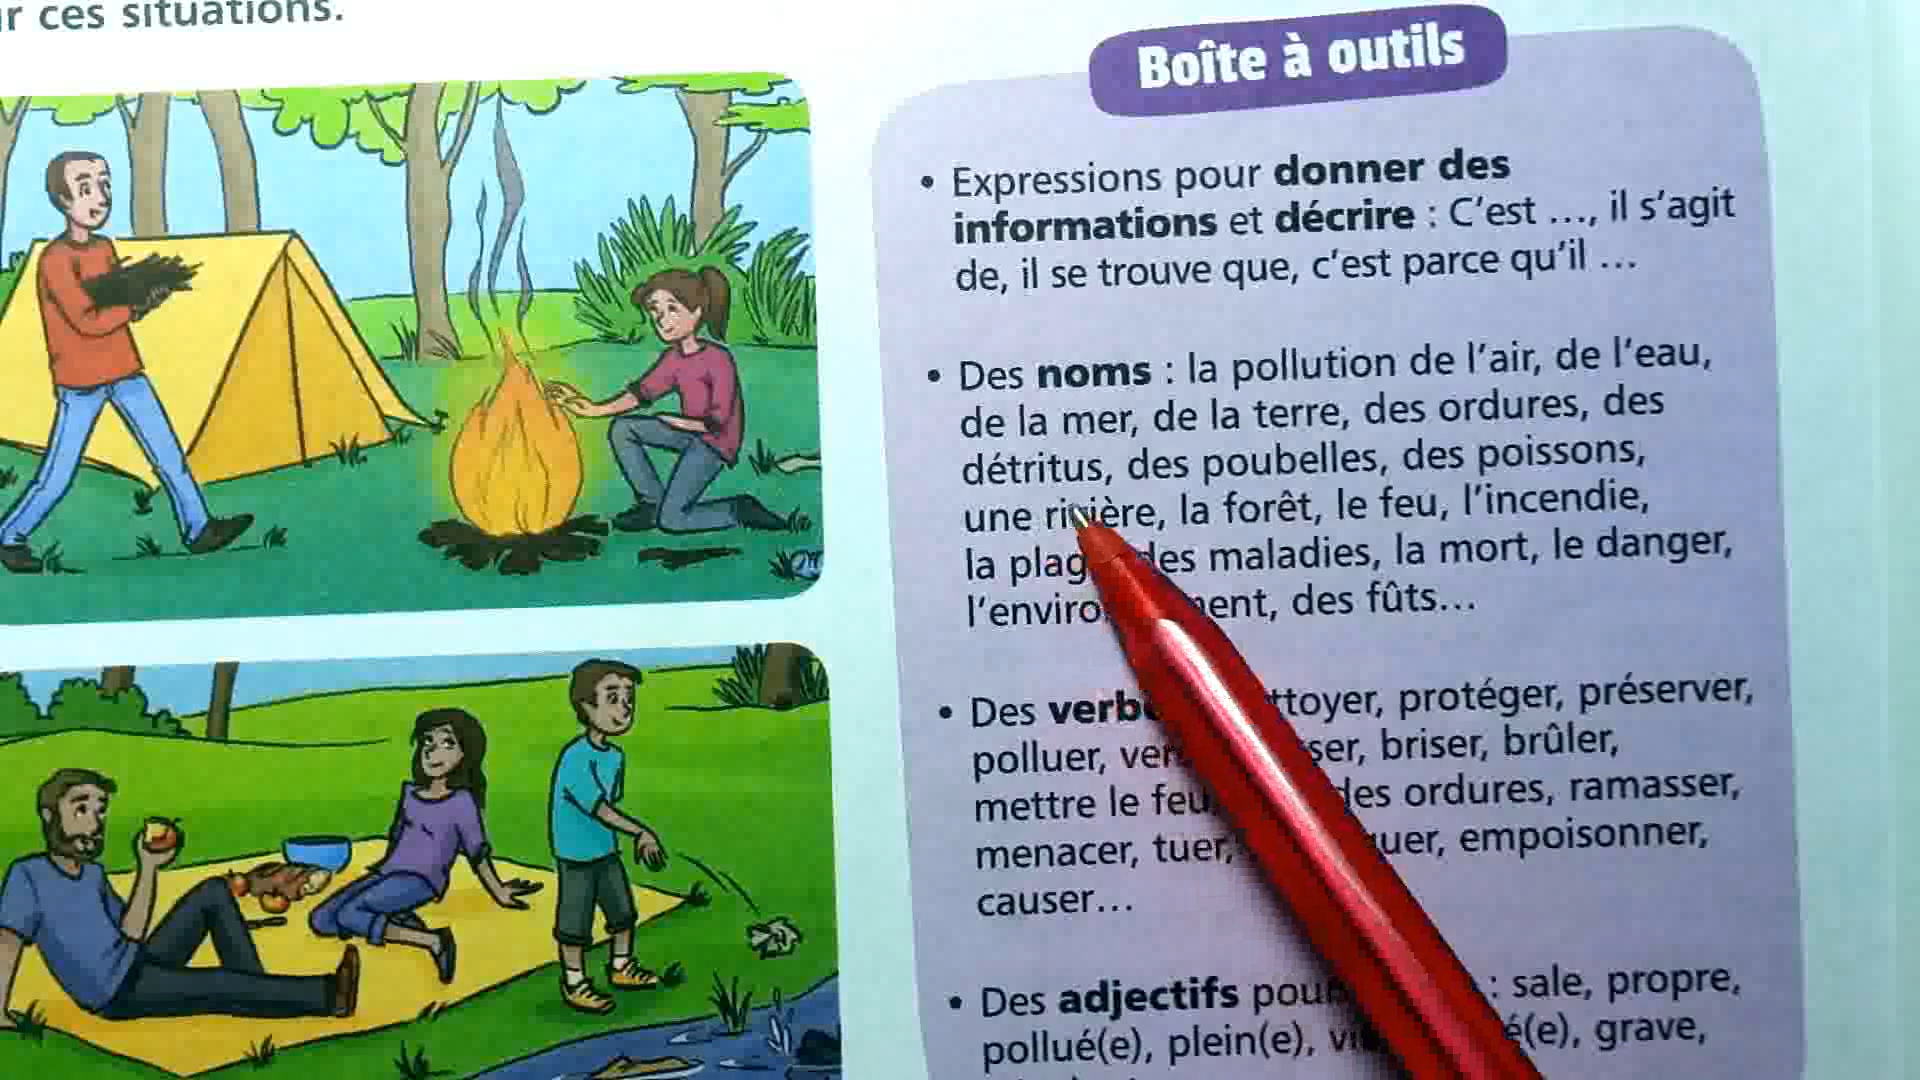 r ces situations.
Boîte à outils
• Expressions pour donner des
informations et décrire : C'est ..., il s'agit
de, il se trouve que, c'est parce qu'il ...
• Des noms : la pollution de l'air, de l'eau,
de la mer, de la terre, des ordures, des
détritus, des poubelles, des poissons,
une rivière, la forêt, le feu, l'incendie,
la plag des maladies, la mort, le danger,
l'enviro ment, des fûts...
• Des verb ttoyer, protéger, préserver,
polluer, ser, briser, brûler,
mettre le feu, des ordures, ramasser,
menacer, tuer, quer, empoisonner,
causer...
• Des adjectifs pour : sale, propre,
pollué(e), plein(e), é(e), grave,